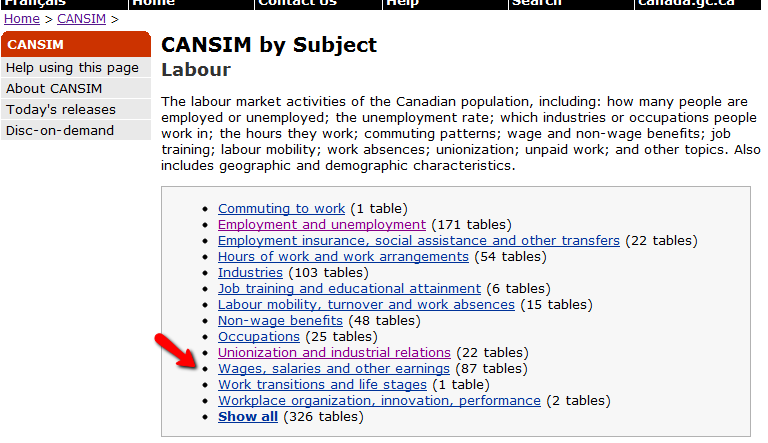 Français Home Contact Us Help Search canada.gc.ca
Home > CANSIM >
CANSIM
Help using this page
About CANSIM
Today's releases
Disc-on-demand
CANSIM by Subject
Labour
The labour market activities of the Canadian population, including: how many people are
employed or unemployed; the unemployment rate; which industries or occupations people
work in; the hours they work; commuting patterns; wage and non-wage benefits; job
training; labour mobility; work absences; unionization; unpaid work; and other topics. Also
includes geographic and demographic characteristics.
• Commuting to work (1 table)
• Employment and unemployment (171 tables)
• Employment insurance, social assistance and other transfers (22 tables)
• Hours of work and work arrangements (54 tables)
• Industries (103 tables)
• Job training and educational attainment (6 tables)
• Labour mobility, turnover and work absences (15 tables)
• Non-wage benefits (48 tables)
• Occupations (25 tables)
• Unionization and industrial relations (22 tables)
• Wages, salaries and other earnings (87 tables)
• Work transitions and life stages (1 table)
• Workplace organization, innovation, performance (2 tables)
• Show all (326 tables)